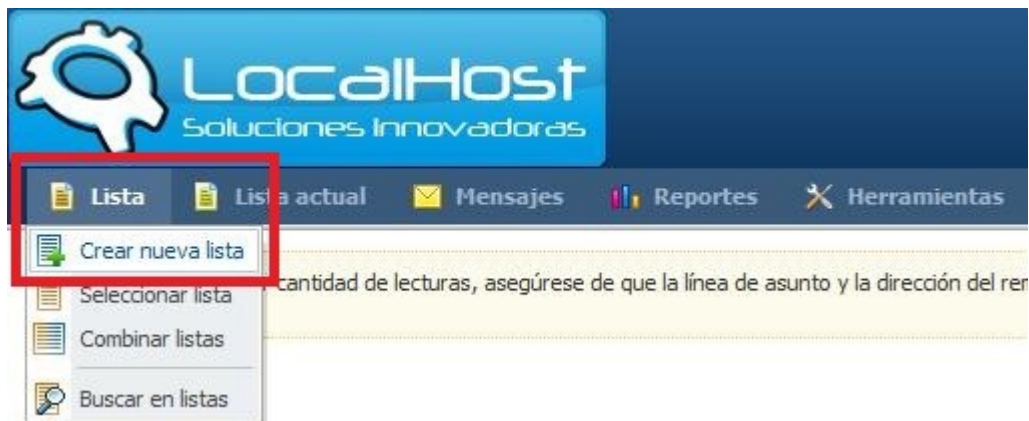 LocalHost
Soluciones Innovadoras
Lista Lista actual Mensajes Reportes Herramientas
Crear nueva lista
cantidad de lecturas, asegúrese de que la línea de asunto y la dirección del
Seleccionar lista
Combinar listas
Buscar en listas